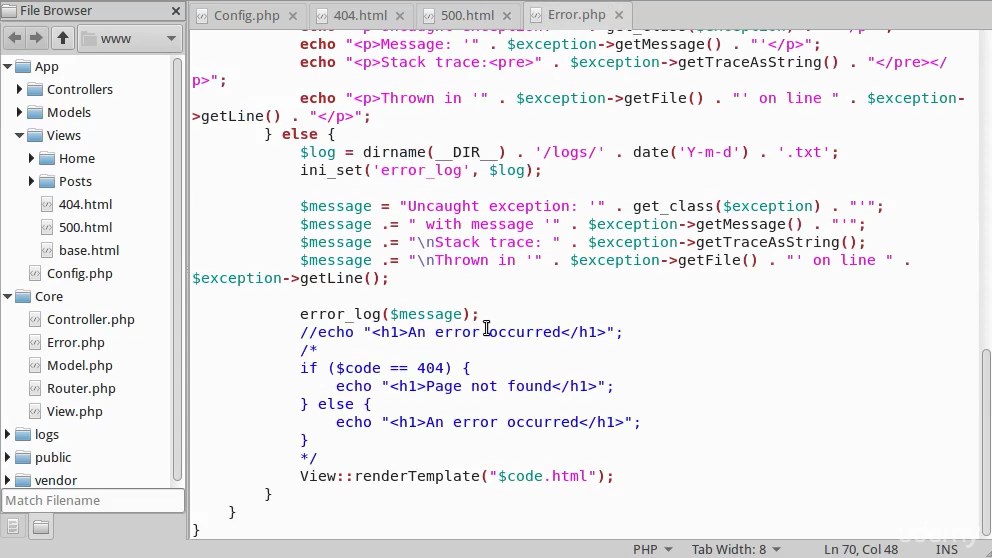 File Browser
www
App
Controllers
Models
Views
Home
Posts
404.html
500.html
base.html
Config.php
Core
Controller.php
Error.php
Model.php
Router.php
View.php
logs
public
vendor
Match Filename
Config.php
404.html
500.html
Error.php
echo "<p>Message: '" . $exception->getMessage() . "'</p>";
echo "<p>Stack trace:<pre>" . $exception->getTraceAsString() . "</pre></
p>";
echo "<p>Thrown in '" . $exception->getFile() . "' on line " . $exception-
>getLine() . "</p>";
} else {
$log = dirname(__DIR__) . '/logs/' . date('Y-m-d') . '.txt';
ini_set('error_log', $log);
$message = "Uncaught exception: '" . get_class($exception) . "'";
$message .= " with message '" . $exception->getMessage() . "'";
$message .= "\nStack trace: " . $exception->getTraceAsString();
$message .= "\nThrown in '" . $exception->getFile() . "' on line " .
$exception->getLine();
error_log($message);
//echo "<h1>An error occurred</h1>";
/*
if ($code == 404) {
echo "<h1>Page not found</h1>";
} else {
echo "<h1>An error occurred</h1>";
}
*/
View::renderTemplate("$code.html");
}
}
}
PHP
Tab Width: 8
Ln 70, Col 48
INS